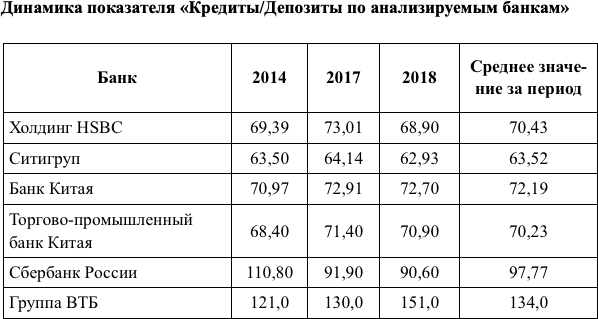 Динамика показателя «Кредиты/Депозиты по анализируемым банкам»
Банк 2014 2017 2018 Среднее значе-
ние за период
Холдинг HSBC 69,39 73,01 68,90 70,43
Ситигруп 63,50 64,14 62,93 63,52
Банк Китая 70,97 72,91 72,70 72,19
Торгово-промышленный
банк Китая 68,40 71,40 70,90 70,23
Сбербанк России 110,80 91,90 90,60 97,77
Группа ВТБ 121,0 130,0 151,0 134,0